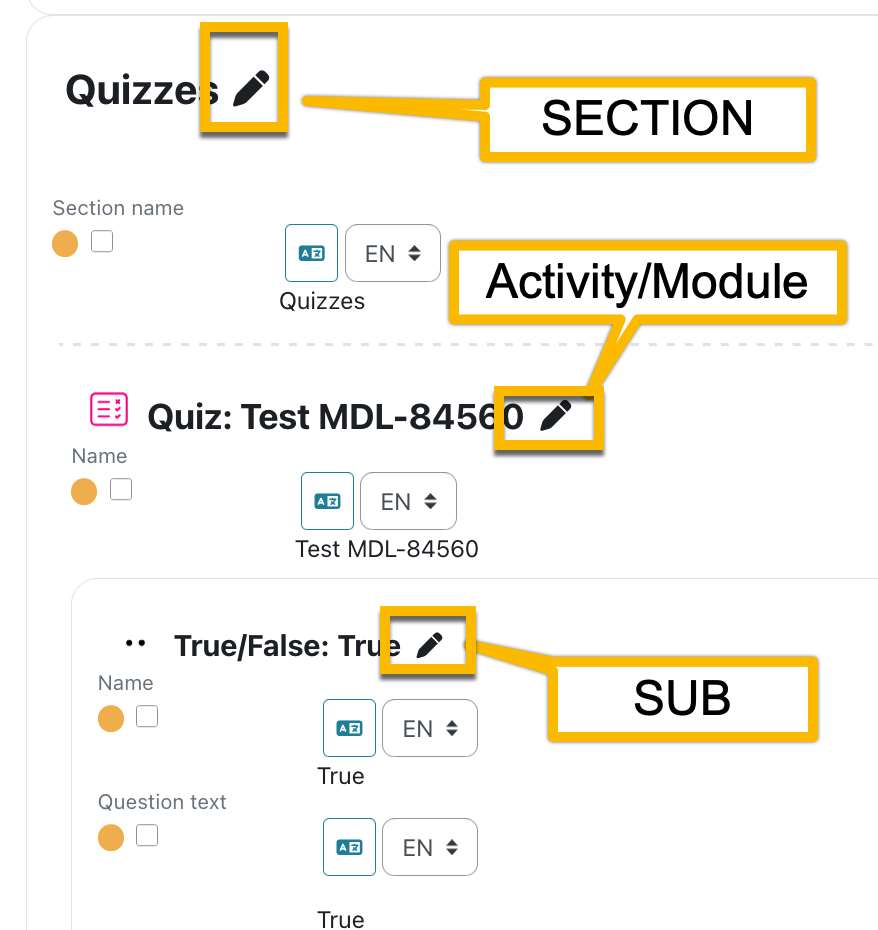 Quizzes
SECTION
Section name
EN
Quizzes
Activity/Module
Quiz: Test MDL-84560
Name
EN
Test MDL-84560
True/False: True
Name
SUB
EN
True
Question text
EN
True